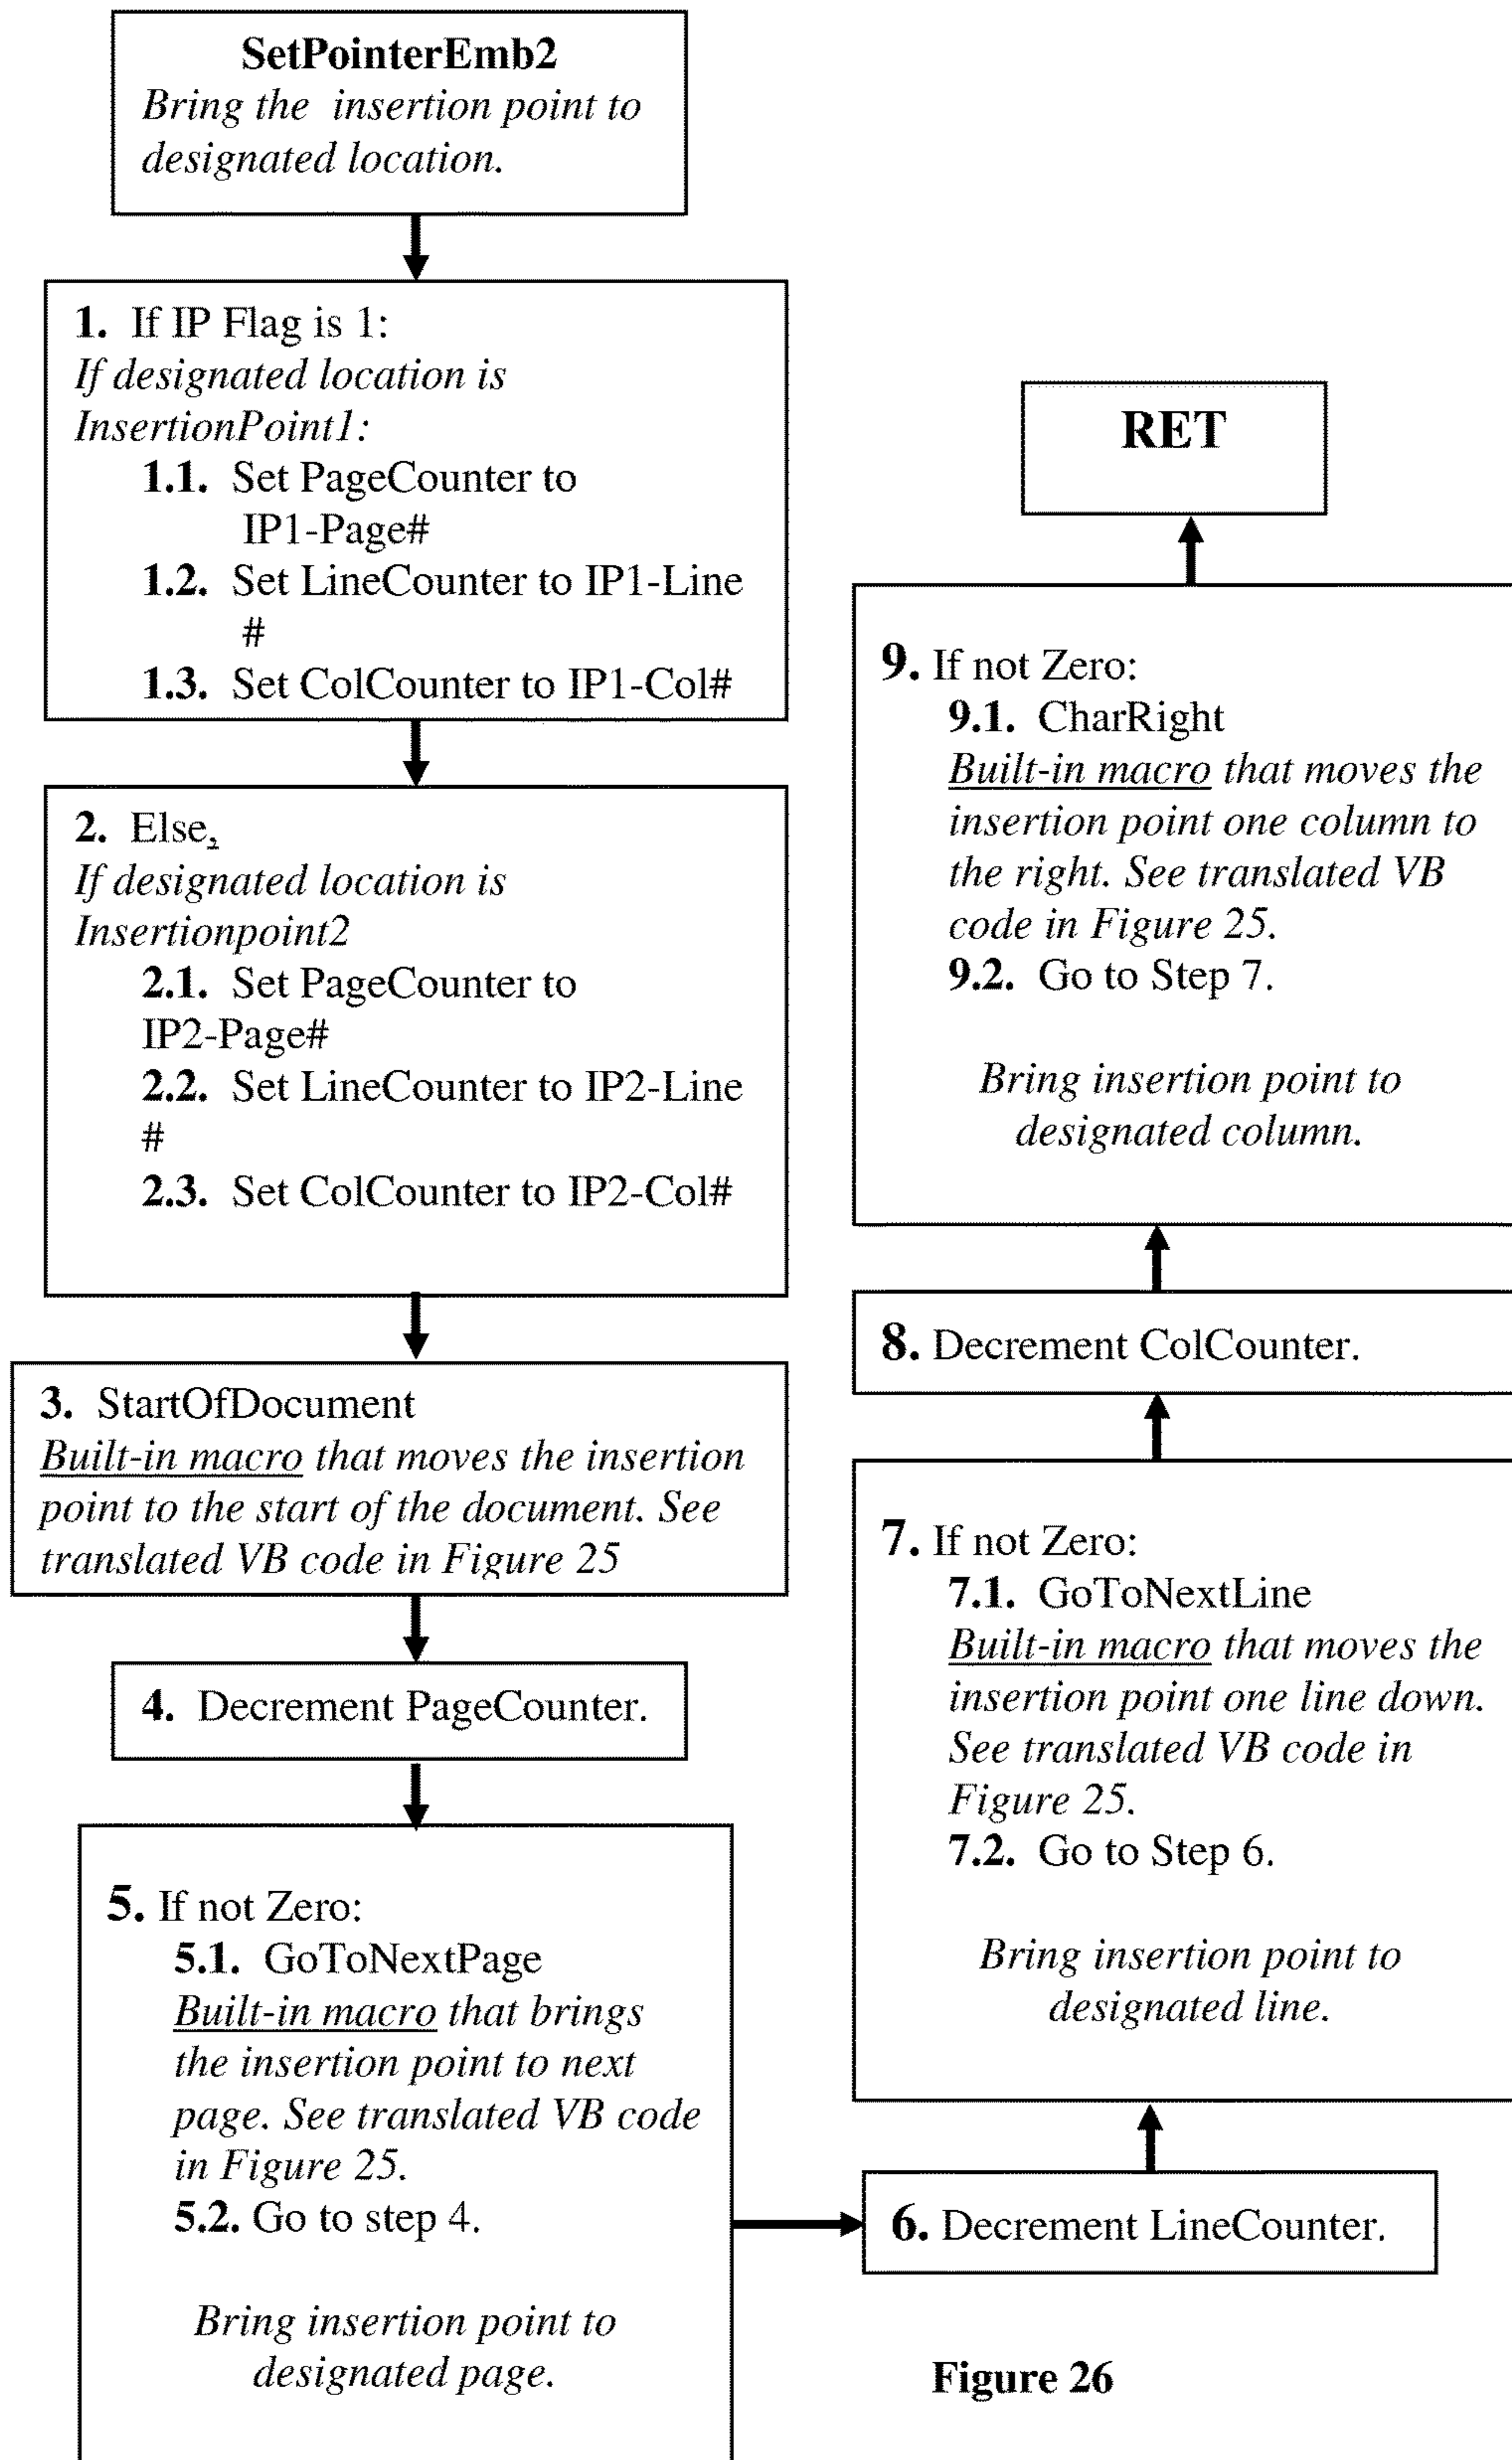 SetPointerEmb2
Bring the insertion point to
designated location.
1. If IP Flag is 1:
If designated location is
InsertionPoint1:
1.1. Set PageCounter to
IP1-Page#
1.2. Set LineCounter to IP1-Line
#
1.3. Set ColCounter to IP1-Col#
2. Else,
If designated location is
Insertionpoint2
2.1. Set PageCounter to
IP2-Page#
2.2. Set LineCounter to IP2-Line
#
2.3. Set ColCounter to IP2-Col#
3. StartOfDocument
Built-in macro that moves the insertion
point to the start of the document. See
translated VB code in Figure 25
4. Decrement PageCounter.
5. If not Zero:
5.1. GoToNextPage
Built-in macro that brings
the insertion point to next
page. See translated VB code
in Figure 25.
5.2. Go to step 4.
Bring insertion point to
designated page.
6. Decrement LineCounter.
7. If not Zero:
7.1. GoToNextLine
Built-in macro that moves the
insertion point one line down.
See translated VB code in
Figure 25.
7.2. Go to Step 6.
Bring insertion point to
designated line.
8. Decrement ColCounter.
9. If not Zero:
9.1. CharRight
Built-in macro that moves the
insertion point one column to
the right. See translated VB
code in Figure 25.
9.2. Go to Step 7.
Bring insertion point to
designated column.
RET
Figure 26